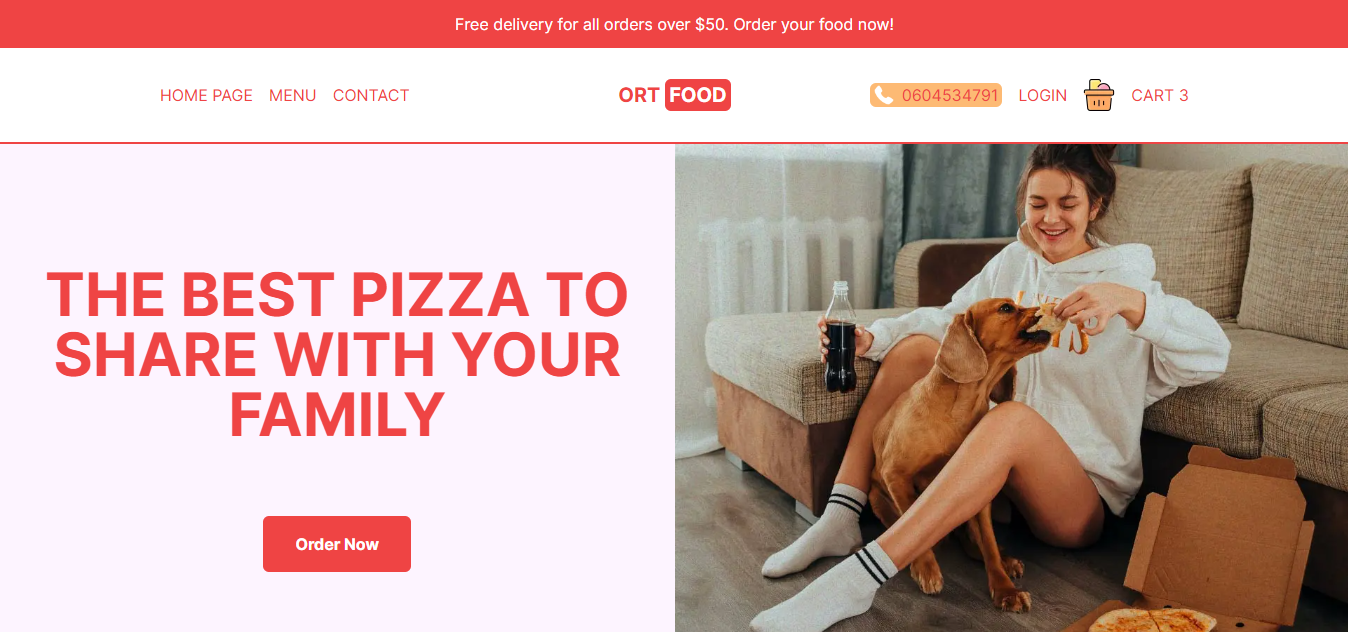 Free delivery for all orders over $50. Order your food now!
HOME PAGE MENU CONTACT ORT FOOD 0604534791 LOGIN CART 3
THE BEST PIZZA TO
SHARE WITH YOUR
FAMILY
Order Now